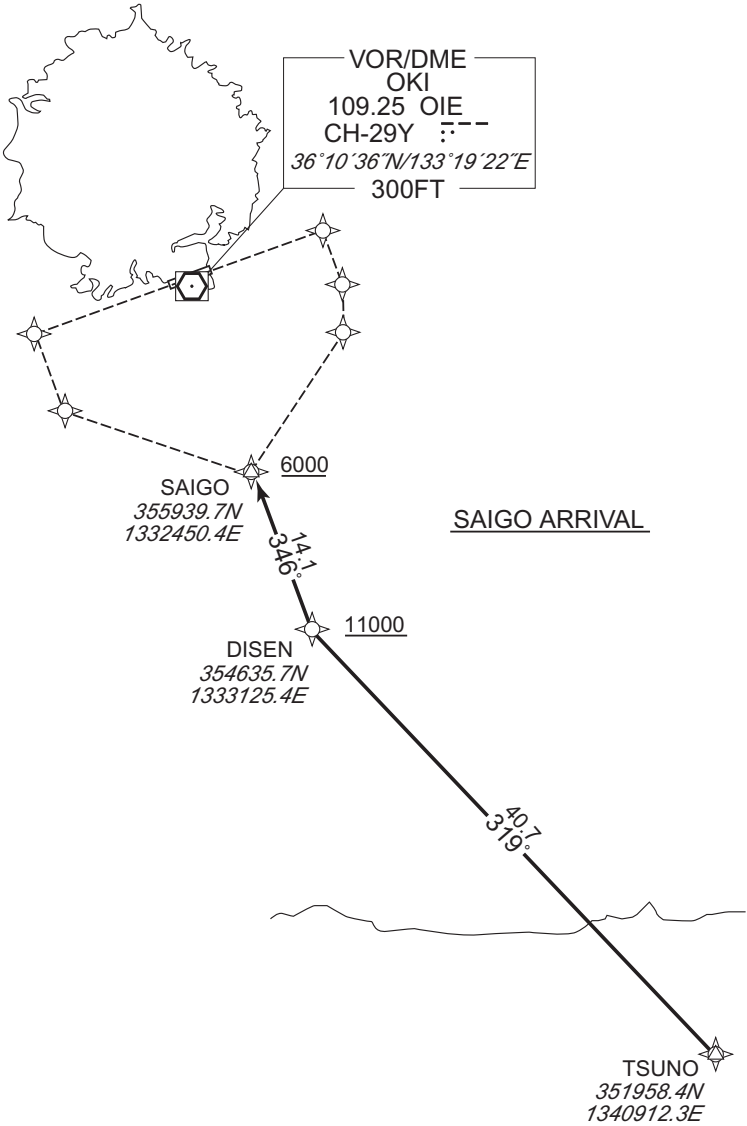 VOR/DME
OKI
109.25 OIE
CH-29Y
36°10´36˝N/133°19´22˝E
300FT
6000
SAIGO
355939.7N
1332450.4E
SAIGO ARRIVAL
14.1
346°
11000
DISEN
354635.7N
1333125.4E
40.7
319°
TSUNO
351958.4N
1340912.3E